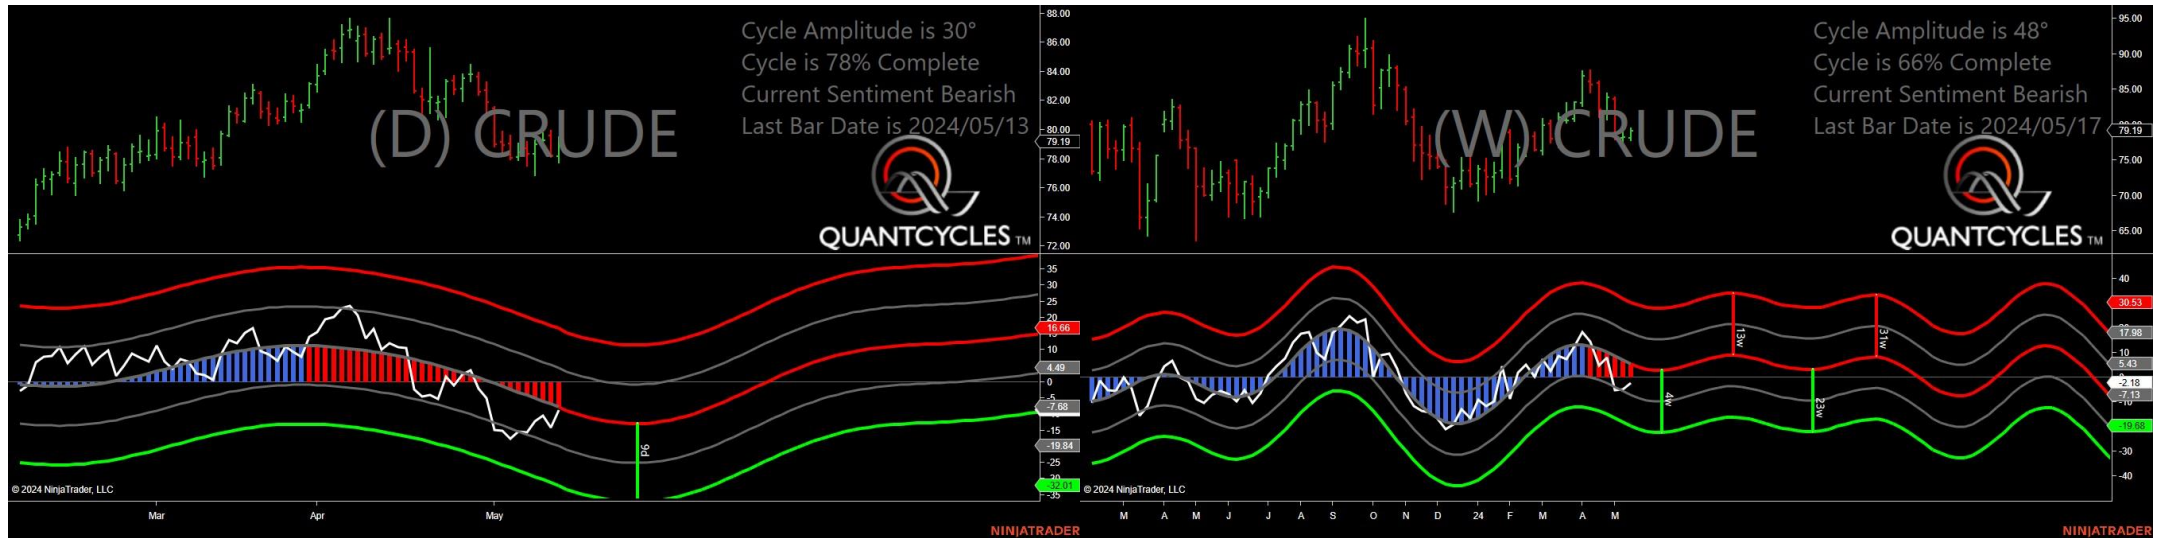 Cycle Amplitude is 30°
Cycle is 78% Complete
Current Sentiment Bearish
Last Bar Date is 2024/05/13
(D) CRUDE
QUANTCYCLES TM
88.00
86.00
84.00
82.00
80.00
79.19
78.00
76.00
74.00
72.00
35
30
25
20
16.66
10
5
4.49
0
-5
-7.68
-15
-19.84
-25
-32.01
-35
9d
© 2024 NinjaTrader, LLC
Mar
Apr
May
NINJATRADER
Cycle Amplitude is 48°
Cycle is 66% Complete
Current Sentiment Bearish
Last Bar Date is 2024/05/17
(W) CRUDE
QUANTCYCLES TM
95.00
90.00
85.00
79.19
75.00
70.00
65.00
40
30.53
17.98
10
5.43
-2.18
-7.13
-10
-19.68
-30
-40
13w
31w
4w
23w
© 2024 NinjaTrader, LLC
M A M J J A S O N D 24 F M A M
NINJATRADER